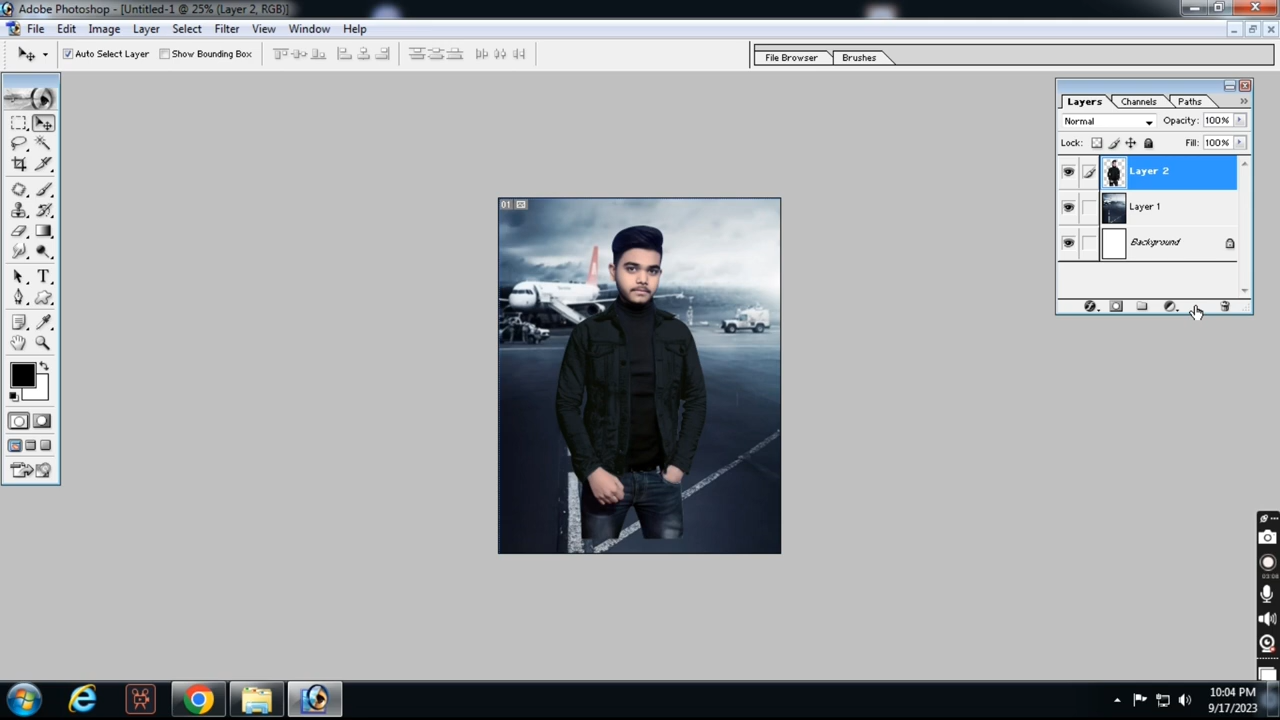 Adobe Photoshop - [Untitled-1 @ 25% (Layer 2, RGB)]
File Edit Image Layer Select Filter View Window Help
Auto Select Layer Show Bounding Box File Browser Brushes
Layers Channels Paths
Normal Opacity: 100%
Lock: Fill: 100%
Layer 2
Layer 1
Background
01
10:04 PM
9/17/2023